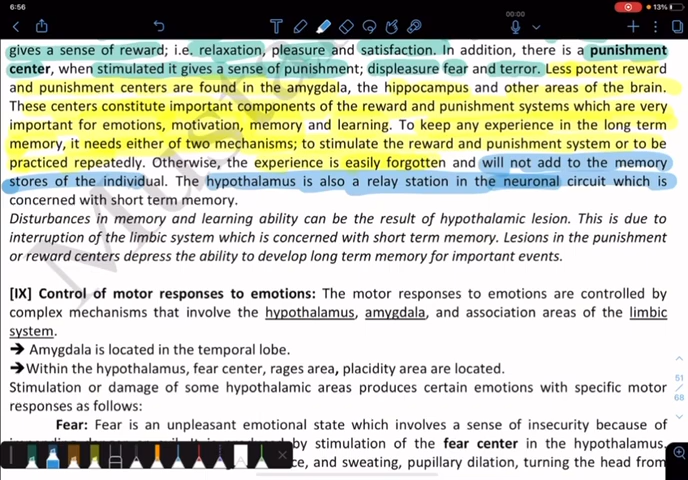 6:56
00:00
13%
gives a sense of reward; i.e. relaxation, pleasure and satisfaction. In addition, there is a punishment
center, when stimulated it gives a sense of punishment; displeasure fear and terror. Less potent reward
and punishment centers are found in the amygdala, the hippocampus and other areas of the brain.
These centers constitute important components of the reward and punishment systems which are very
important for emotions, motivation, memory and learning. To keep any experience in the long term
memory, it needs either of two mechanisms; to stimulate the reward and punishment system or to be
practiced repeatedly. Otherwise, the experience is easily forgotten and will not add to the memory
stores of the individual. The hypothalamus is also a relay station in the neuronal circuit which is
concerned with short term memory.
Disturbances in memory and learning ability can be the result of hypothalamic lesion. This is due to
interruption of the limbic system which is concerned with short term memory. Lesions in the punishment
or reward centers depress the ability to develop long term memory for important events.
[IX] Control of motor responses to emotions: The motor responses to emotions are controlled by
complex mechanisms that involve the hypothalamus, amygdala, and association areas of the limbic
system.
➔ Amygdala is located in the temporal lobe.
➔Within the hypothalamus, fear center, rages area, placidity area are located.
Stimulation or damage of some hypothalamic areas produces certain emotions with specific motor
responses as follows:
Fear: Fear is an unpleasant emotional state which involves a sense of insecurity because of
by stimulation of the fear center in the hypothalamus.
and sweating, pupillary dilation, turning the head from
51
/
68